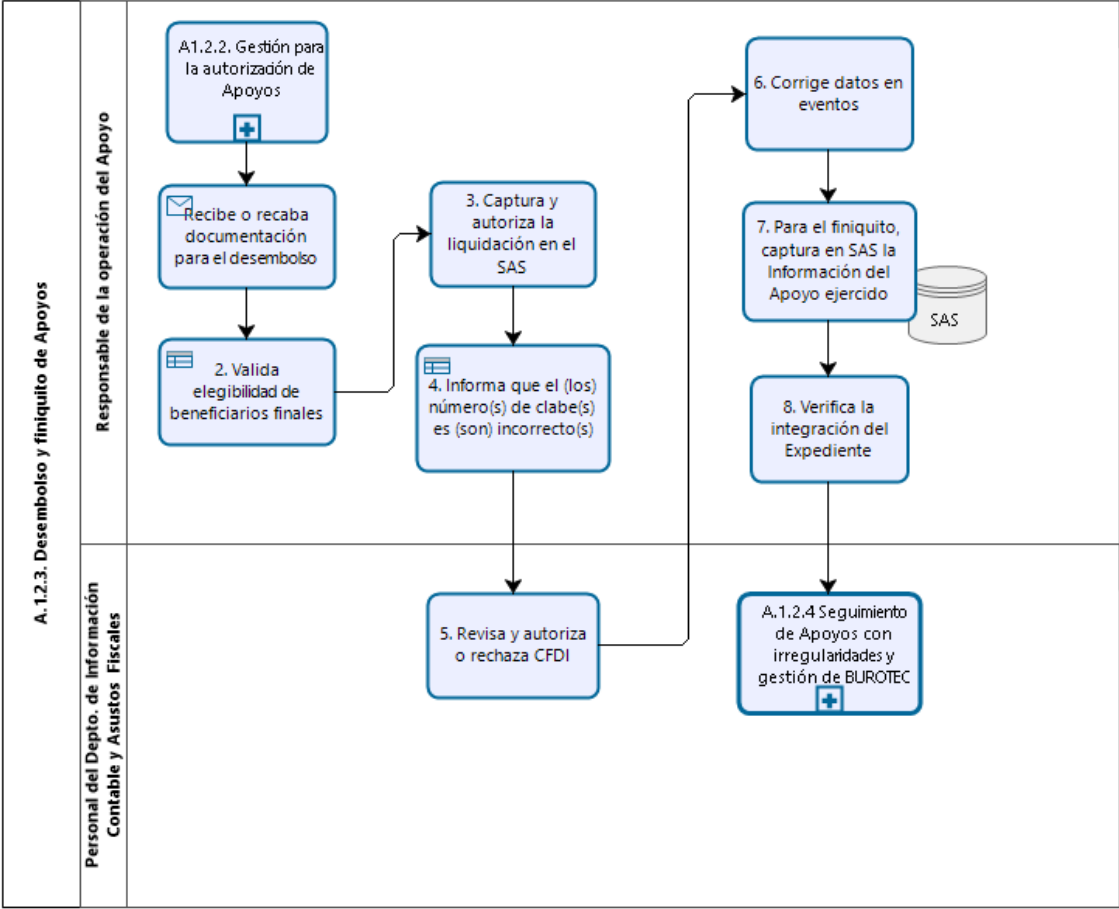 A.1.2.3. Desembolso y finiquito de Apoyos
Responsable de la operación del Apoyo
A1.2.2. Gestión para
la autorización de
Apoyos
Recibe o recaba
documentación
para el desembolso
2. Valida
elegibilidad de
beneficiarios finales
3. Captura y
autoriza la
liquidación en el
SAS
4. Informa que el (los)
número(s) de clabe(s)
es (son) incorrecto(s)
6. Corrige datos en
eventos
7. Para el finiquito,
captura en SAS la
Información del
Apoyo ejercido
SAS
8. Verifica la
integración del
Expediente
Personal del Depto. de Información
Contable y Asustos Fiscales
5. Revisa y autoriza
o rechaza CFDI
A.1.2.4 Seguimiento
de Apoyos con
irregularidades y
gestión de BUROTEC